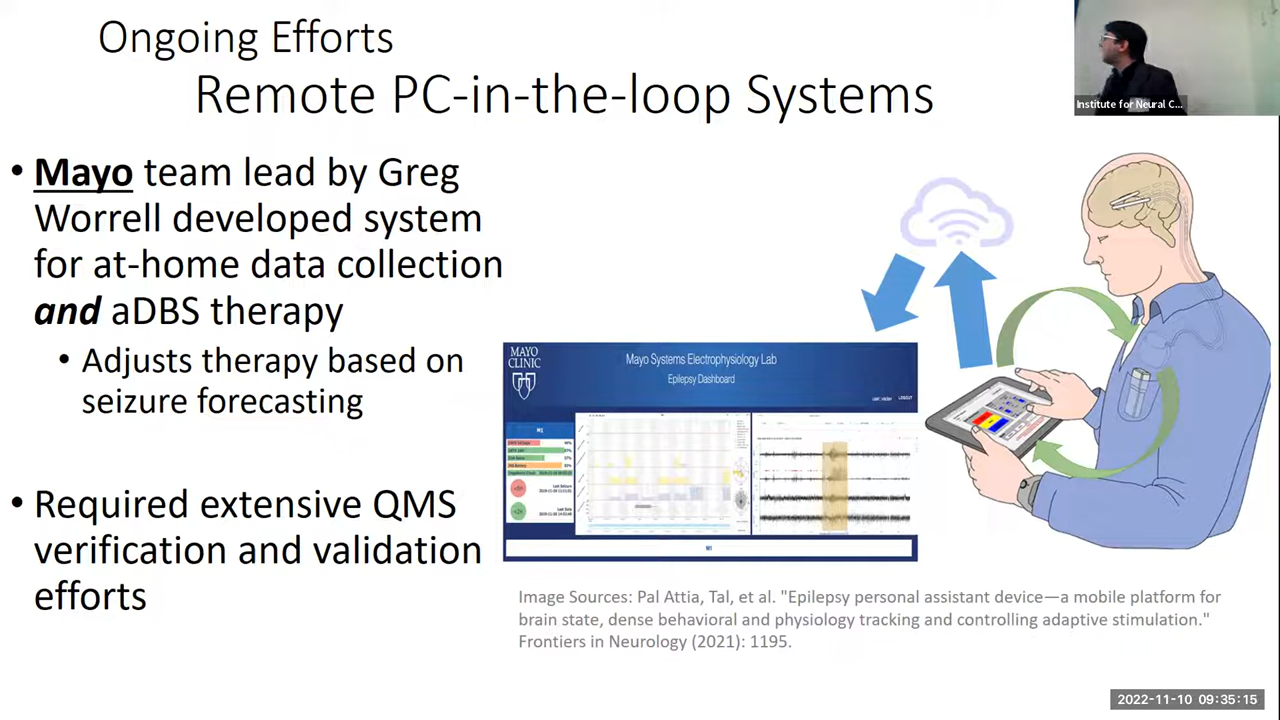 Ongoing Efforts
Remote PC-in-the-loop Systems
Institute for Neural C...
• Mayo team lead by Greg
Worrell developed system
for at-home data collection
and aDBS therapy
• Adjusts therapy based on
seizure forecasting
• Required extensive QMS
verification and validation
efforts
MAYO
CLINIC
Mayo Systems Electrophysiology Lab
Epilepsy Dashboard
LOGOUT
Image Sources: Pal Attia, Tal, et al. "Epilepsy personal assistant device—a mobile platform for
brain state, dense behavioral and physiology tracking and controlling adaptive stimulation."
Frontiers in Neurology (2021): 1195.
2022-11-10 09:35:15